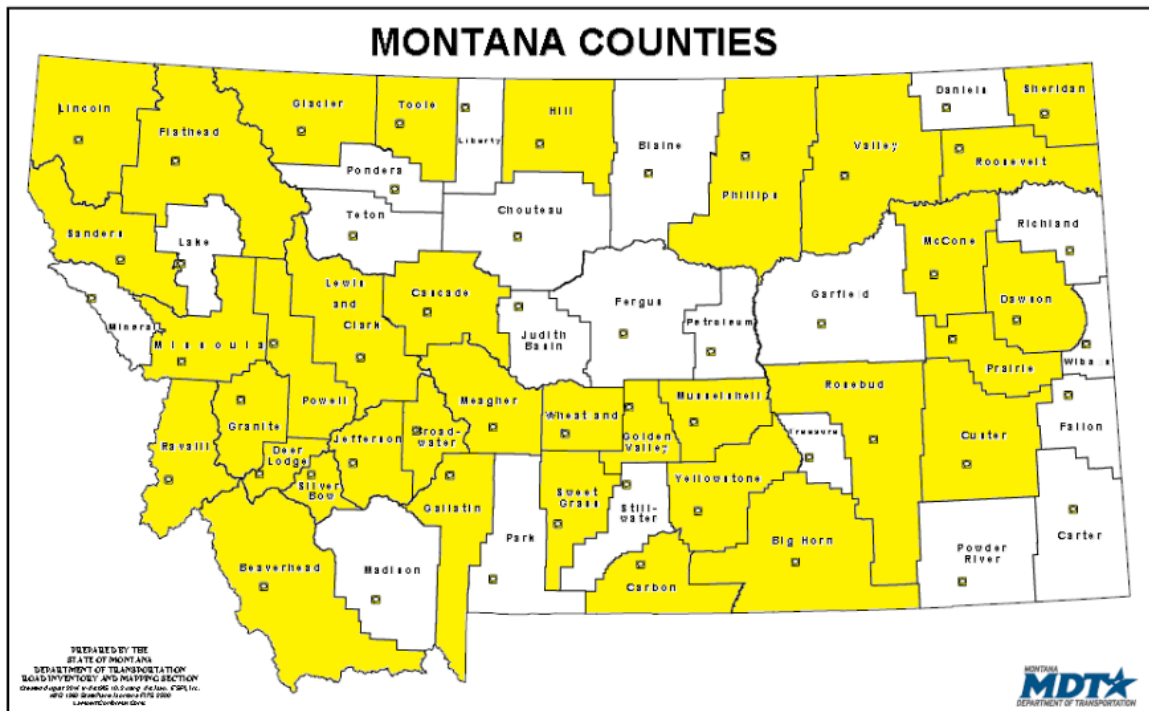 MONTANA COUNTIES
Lincoln
Flathead
Glacier
Toole
Liberty
Hill
Blaine
Phillips
Valley
Daniels
Sheridan
Roosevelt
Pondera
Teton
Chouteau
Richland
McCone
Sanders
Lake
Lewis
and
Clark
Cascade
Judith
Basin
Fergus
Petroleum
Garfield
Dawson
Mineral
Missoula
Prairie
Wibaux
Powell
Meagher
Wheatland
Golden
Valley
Musselshell
Rosebud
Treasure
Custer
Fallon
Ravalli
Granite
Deer
Lodge
Silver
Bow
Jefferson
Broad-
water
Gallatin
Sweet
Grass
Still-
water
Yellowstone
Beaverhead
Madison
Park
Carbon
Big Horn
Powder
River
Carter
PREPARED BY THE
STATE OF MONTANA
DEPARTMENT OF TRANSPORTATION
ROAD INVENTORY AND MAPPING SECTION
MONTANA
MDT
DEPARTMENT OF TRANSPORTATION